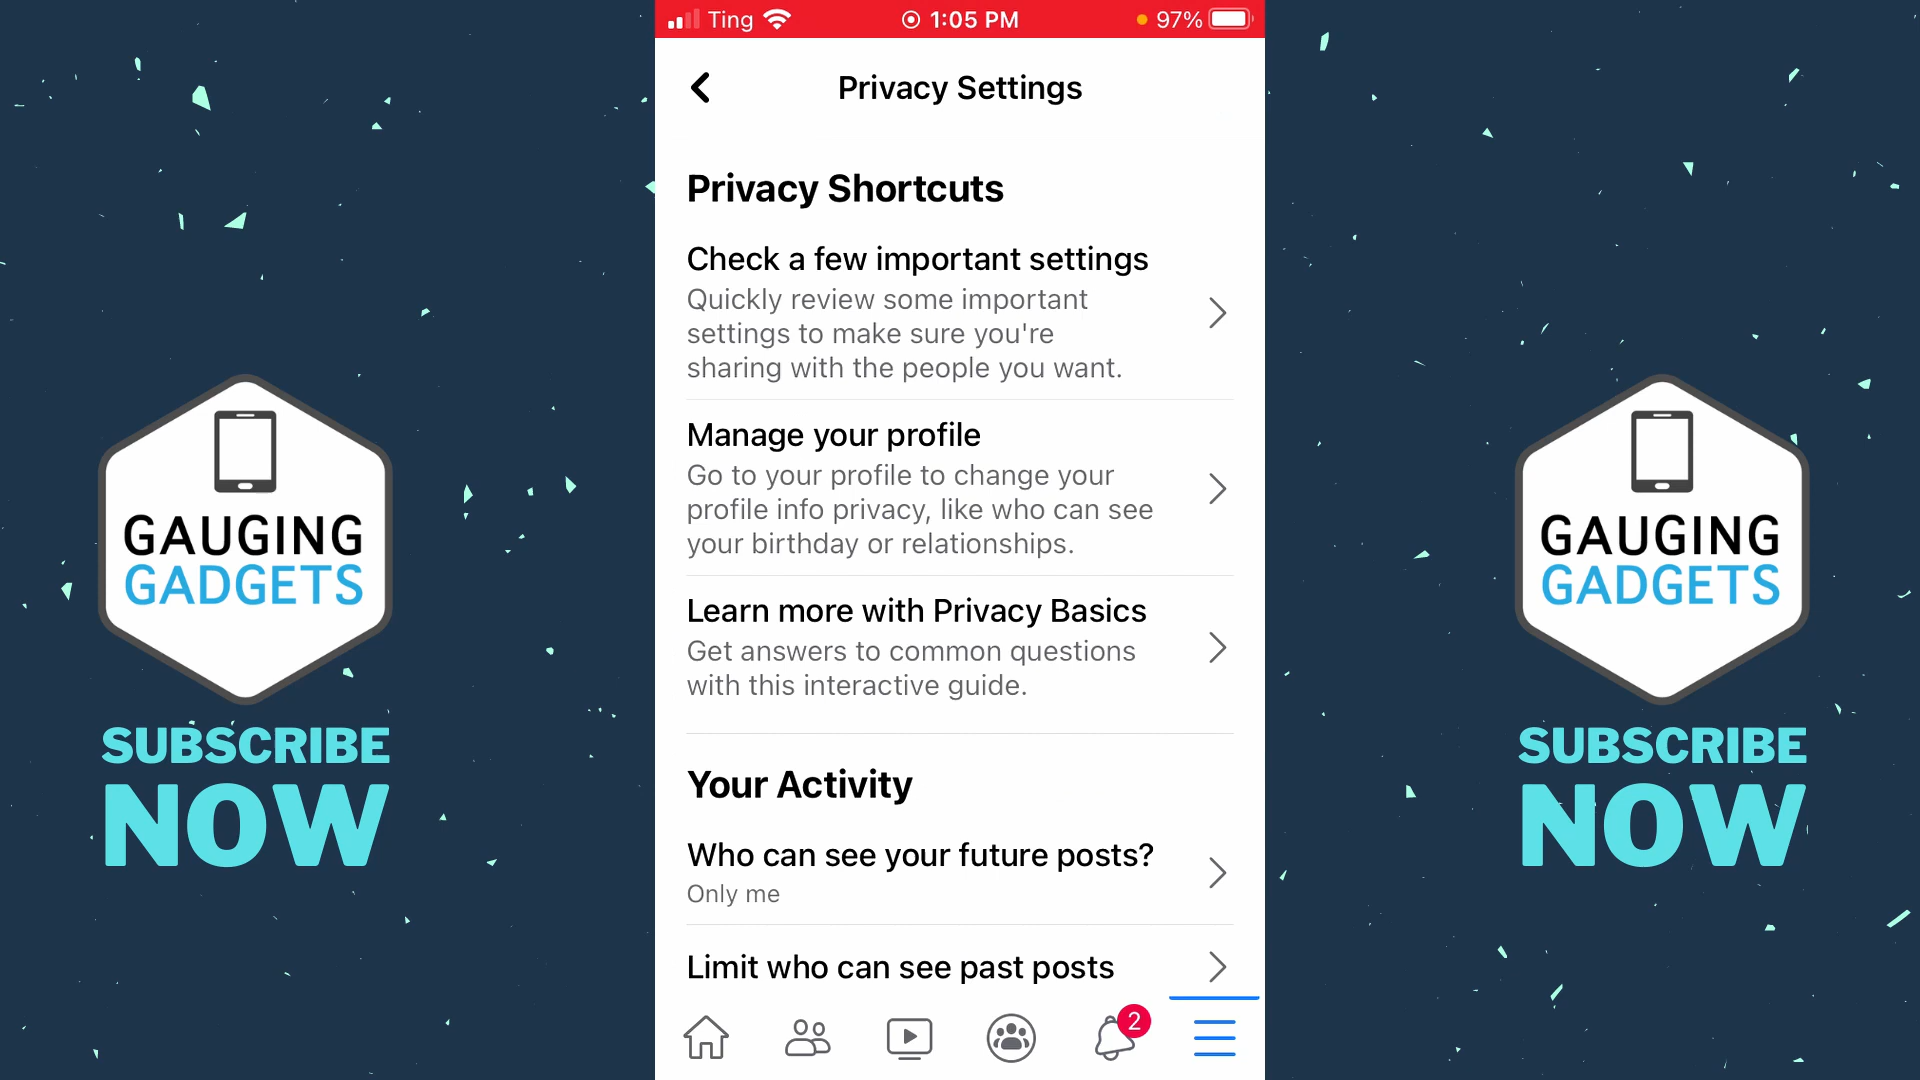 Ting
1:05 PM
97%
Privacy Settings
Privacy Shortcuts
Check a few important settings
Quickly review some important
settings to make sure you're
sharing with the people you want.
Manage your profile
Go to your profile to change your
profile info privacy, like who can see
your birthday or relationships.
Learn more with Privacy Basics
Get answers to common questions
with this interactive guide.
Your Activity
Who can see your future posts?
Only me
Limit who can see past posts
2
GAUGING
GADGETS
SUBSCRIBE
NOW
GAUGING
GADGETS
SUBSCRIBE
NOW